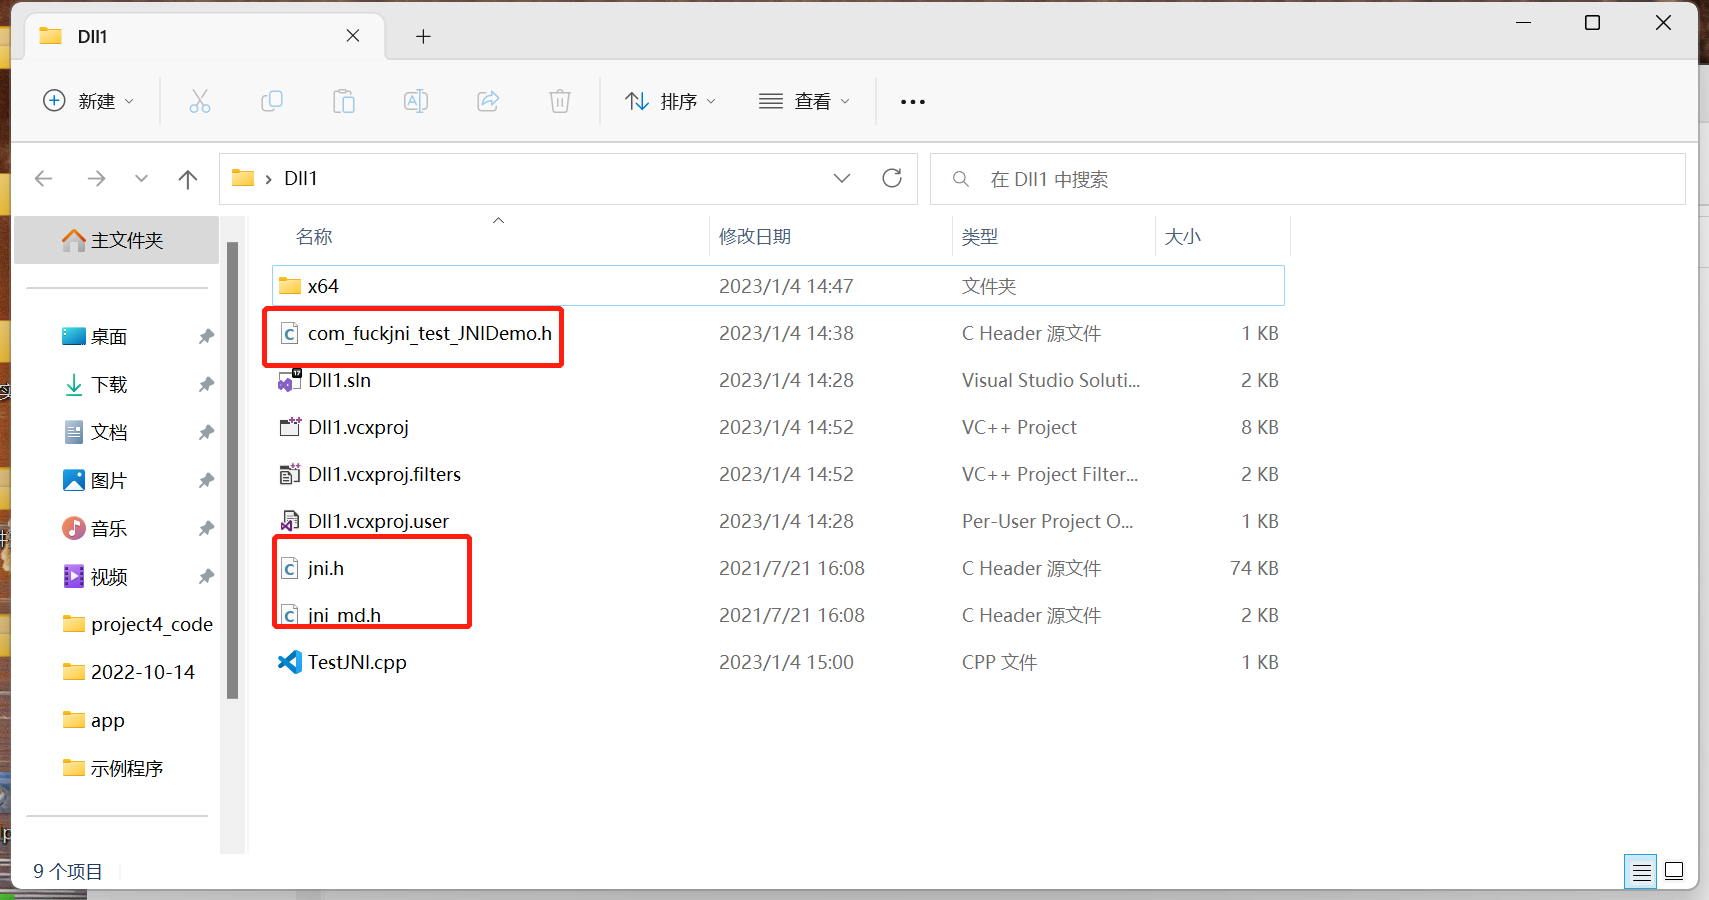 Dll1
新建
排序
查看
Dll1
在 Dll1 中搜索
主文件夹
桌面
下载
文档
图片
音乐
视频
project4_code
2022-10-14
app
示例程序
名称 修改日期 类型 大小
x64 2023/1/4 14:47 文件夹
com_fuckjni_test_JNIDemo.h 2023/1/4 14:38 C Header 源文件 1 KB
Dll1.sln 2023/1/4 14:28 Visual Studio Soluti... 2 KB
Dll1.vcxproj 2023/1/4 14:52 VC++ Project 8 KB
Dll1.vcxproj.filters 2023/1/4 14:52 VC++ Project Filter... 2 KB
Dll1.vcxproj.user 2023/1/4 14:28 Per-User Project O... 1 KB
jni.h 2021/7/21 16:08 C Header 源文件 74 KB
jni_md.h 2021/7/21 16:08 C Header 源文件 2 KB
TestJNI.cpp 2023/1/4 15:00 CPP 文件 1 KB
9 个项目